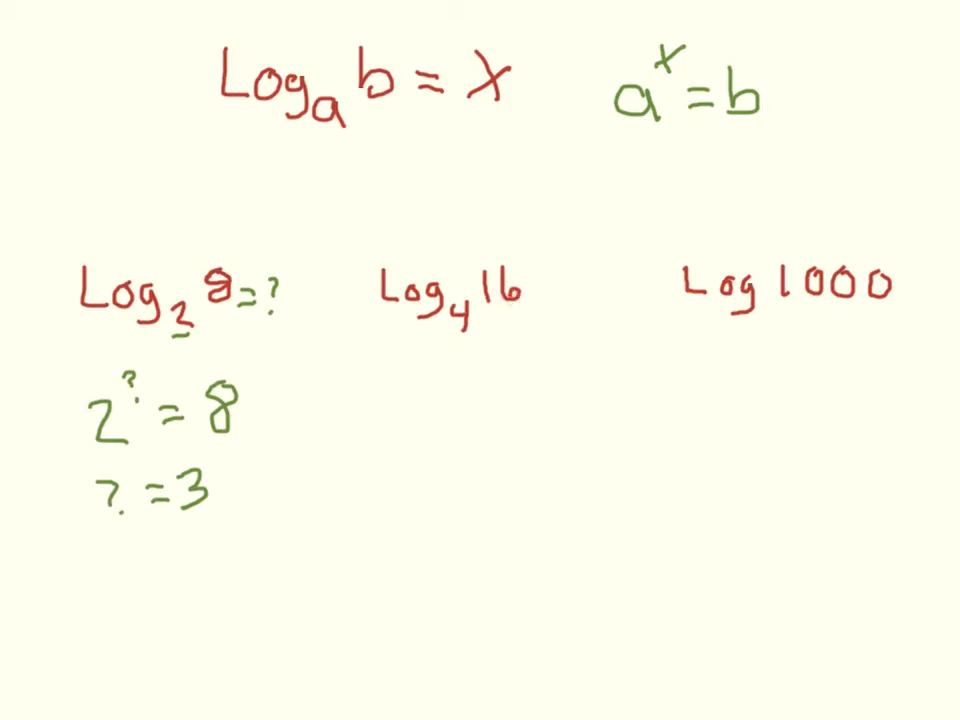 Log_a b = x    a^x = b
Log_2 8 = ?    Log_4 16    Log 1000
2^? = 8
? = 3